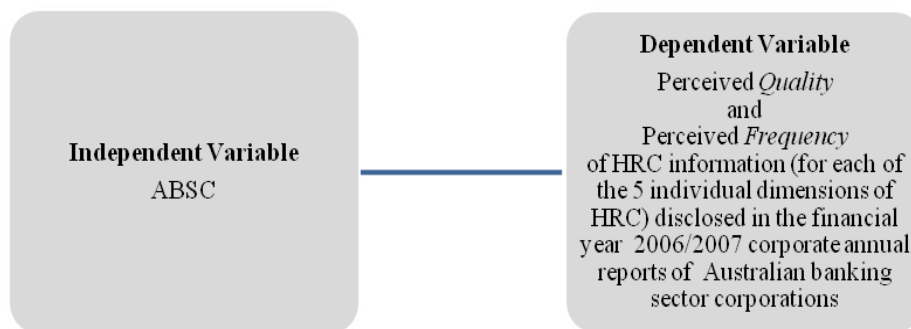 Independent Variable
ABSC
Dependent Variable
Perceived Quality
and
Perceived Frequency
of HRC information (for each of
the 5 individual dimensions of
HRC) disclosed in the financial
year 2006/2007 corporate annual
reports of Australian banking
sector corporations